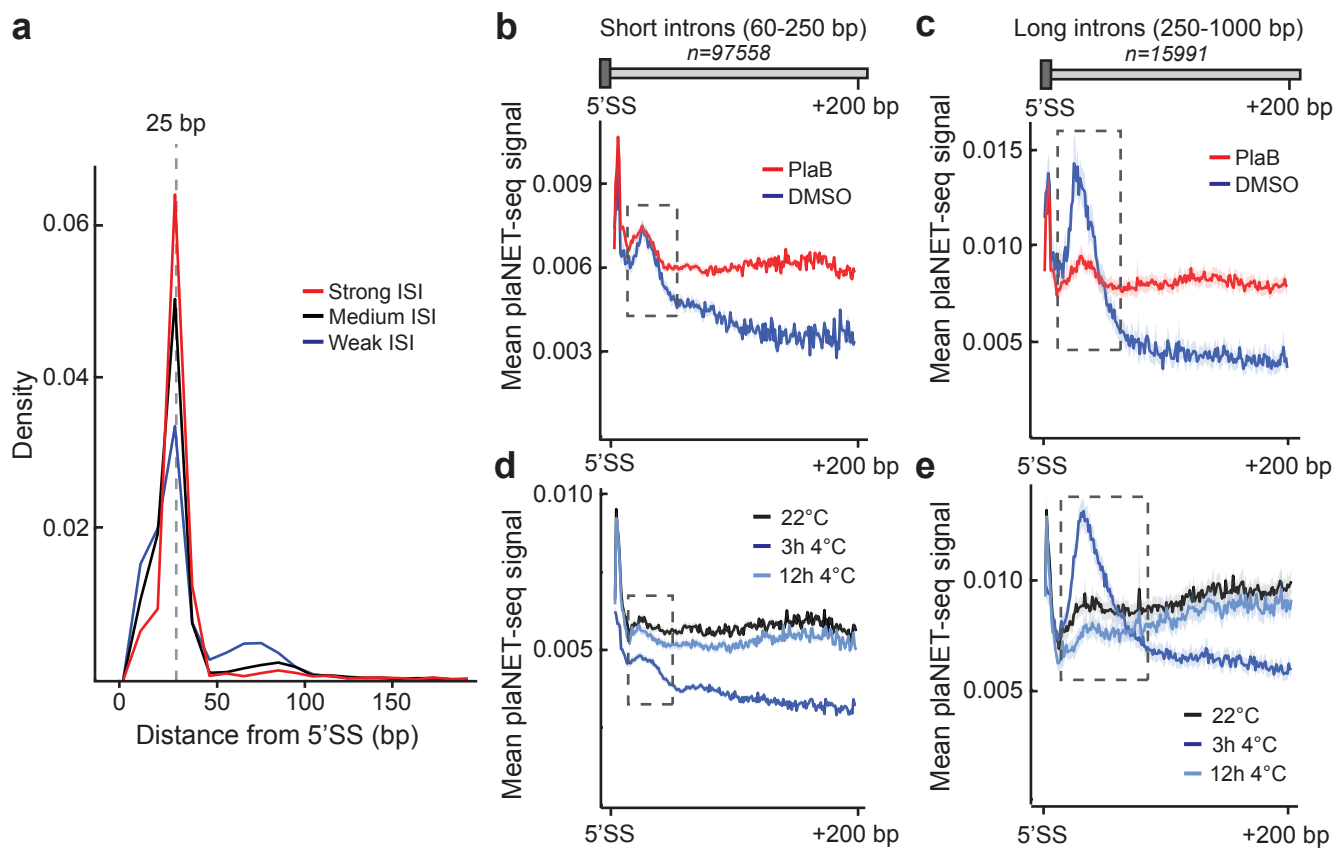 a
25 bp
0.06
0.04
0.02
Density
Strong ISI
Medium ISI
Weak ISI
0
50
100
150
Distance from 5'SS (bp)
b
Short introns (60-250 bp)
n=97558
5'SS
+200 bp
Mean plaNET-seq signal
0.009
0.006
0.003
PlaB
DMSO
5'SS
+200 bp
c
Long introns (250-1000 bp)
n=15991
5'SS
+200 bp
Mean plaNET-seq signal
0.015
0.010
0.005
PlaB
DMSO
5'SS
+200 bp
d
Mean plaNET-seq signal
0.010
0.005
0.000
22°C
3h 4°C
12h 4°C
5'SS
+200 bp
e
Mean plaNET-seq signal
0.010
0.005
0.000
22°C
3h 4°C
12h 4°C
5'SS
+200 bp